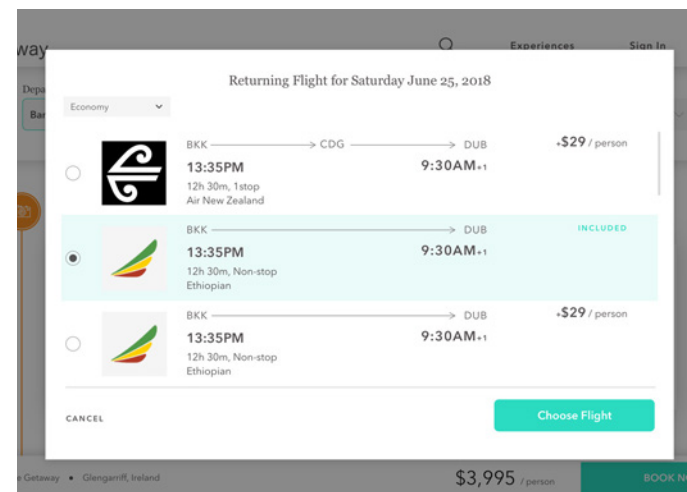 way
Experiences
Sign In
Depa
Bar
Returning Flight for Saturday June 25, 2018
Economy
BKK CDG DUB
+$29 / person
13:35PM 9:30AM+1
12h 30m, 1stop
Air New Zealand
BKK DUB
INCLUDED
13:35PM 9:30AM+1
12h 30m, Non-stop
Ethiopian
BKK DUB
+$29 / person
13:35PM 9:30AM+1
12h 30m, Non-stop
Ethiopian
CANCEL
Choose Flight
e Getaway • Glengarriff, Ireland
$3,995 / person
BOOK NO